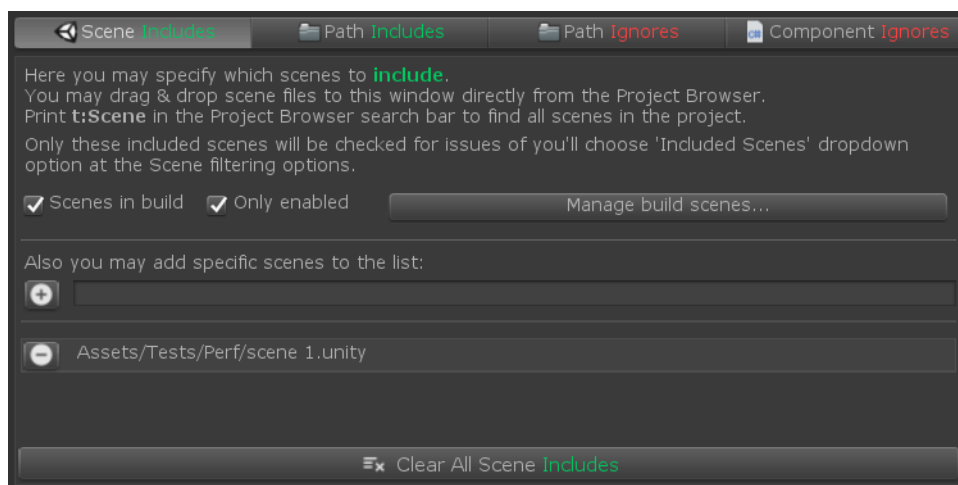 Scene Includes
Path Includes
Path Ignores
Component Ignores
Here you may specify which scenes to include.
You may drag & drop scene files to this window directly from the Project Browser.
Print t:Scene in the Project Browser search bar to find all scenes in the project.
Only these included scenes will be checked for issues of you'll choose 'Included Scenes' dropdown
option at the Scene filtering options.
Scenes in build
Only enabled
Manage build scenes...
Also you may add specific scenes to the list:
Assets/Tests/Perf/scene 1.unity
Clear All Scene Includes